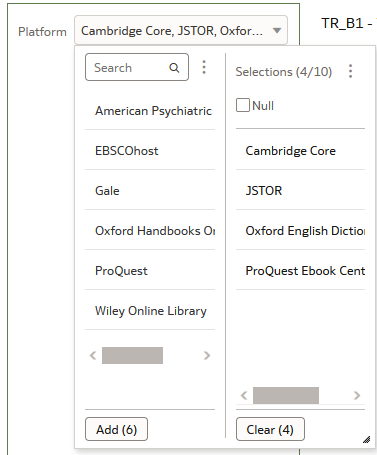 Platform
Cambridge Core, JSTOR, Oxfor...
TR_B1 -
Search
Selections (4/10)
Null
American Psychiatric
EBSCOhost
Gale
Oxford Handbooks
ProQuest
Wiley Online Library
Cambridge Core
JSTOR
Oxford English
ProQuest Ebook Cent
Add (6)
Clear (4)